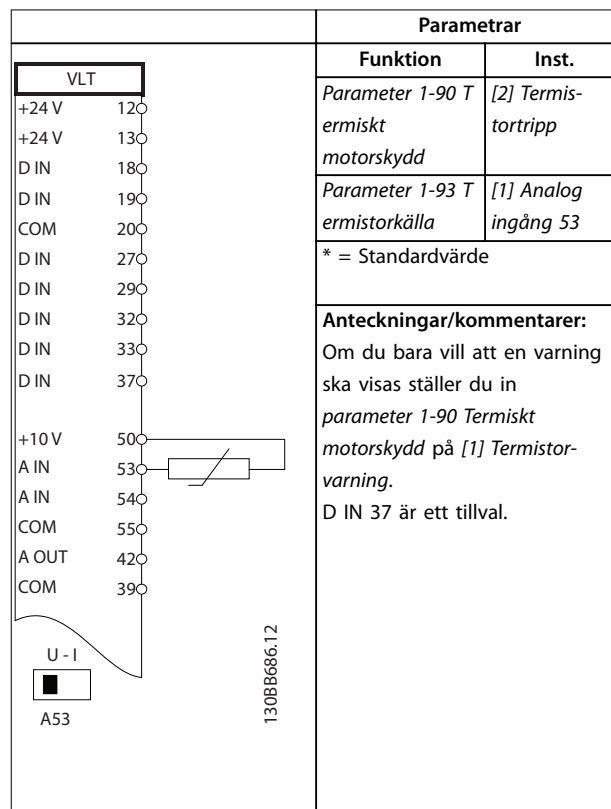 VLT
+24 V 12
+24 V 13
D IN 18
D IN 19
COM 20
D IN 27
D IN 29
D IN 32
D IN 33
D IN 37
+10 V 50
A IN 53
A IN 54
COM 55
A OUT 42
COM 39
U - I
A53
130BB686.12
Parametrar
Funktion Inst.
Parameter 1-90 T [2] Termis-
ermiskt tortripp
motorskydd
Parameter 1-93 T [1] Analog
ermistorkälla ingång 53
* = Standardvärde
Anteckningar/kommentarer:
Om du bara vill att en varning
ska visas ställer du in
parameter 1-90 Termiskt
motorskydd på [1] Termistor-
varning.
D IN 37 är ett tillval.